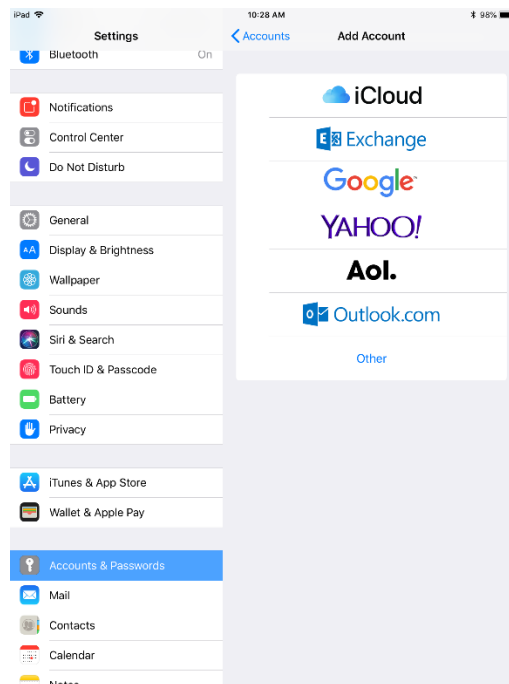 iPad 10:28 AM 98%
Settings
Accounts Add Account
Bluetooth On
Notifications
Control Center
Do Not Disturb
General
AA Display & Brightness
Wallpaper
Sounds
Siri & Search
Touch ID & Passcode
Battery
Privacy
iTunes & App Store
Wallet & Apple Pay
Accounts & Passwords
Mail
Contacts
Calendar
Notes
iCloud
E Exchange
Google
YAHOO!
Aol.
o Outlook.com
Other